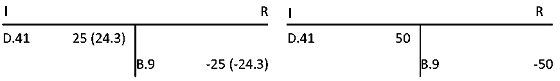 I R
D.41 25 (24.3)
B.9 -25 (-24.3)
I R
D.41 50
B.9 -50